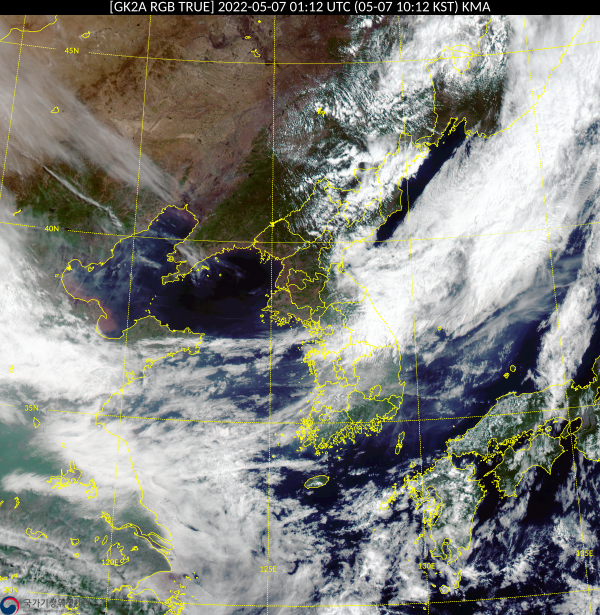 [GK2A RGB TRUE] 2022-05-07 01:12 UTC (05-07 10:12 KST) KMA
45N
40N
35N
125E
130E
120E
135E